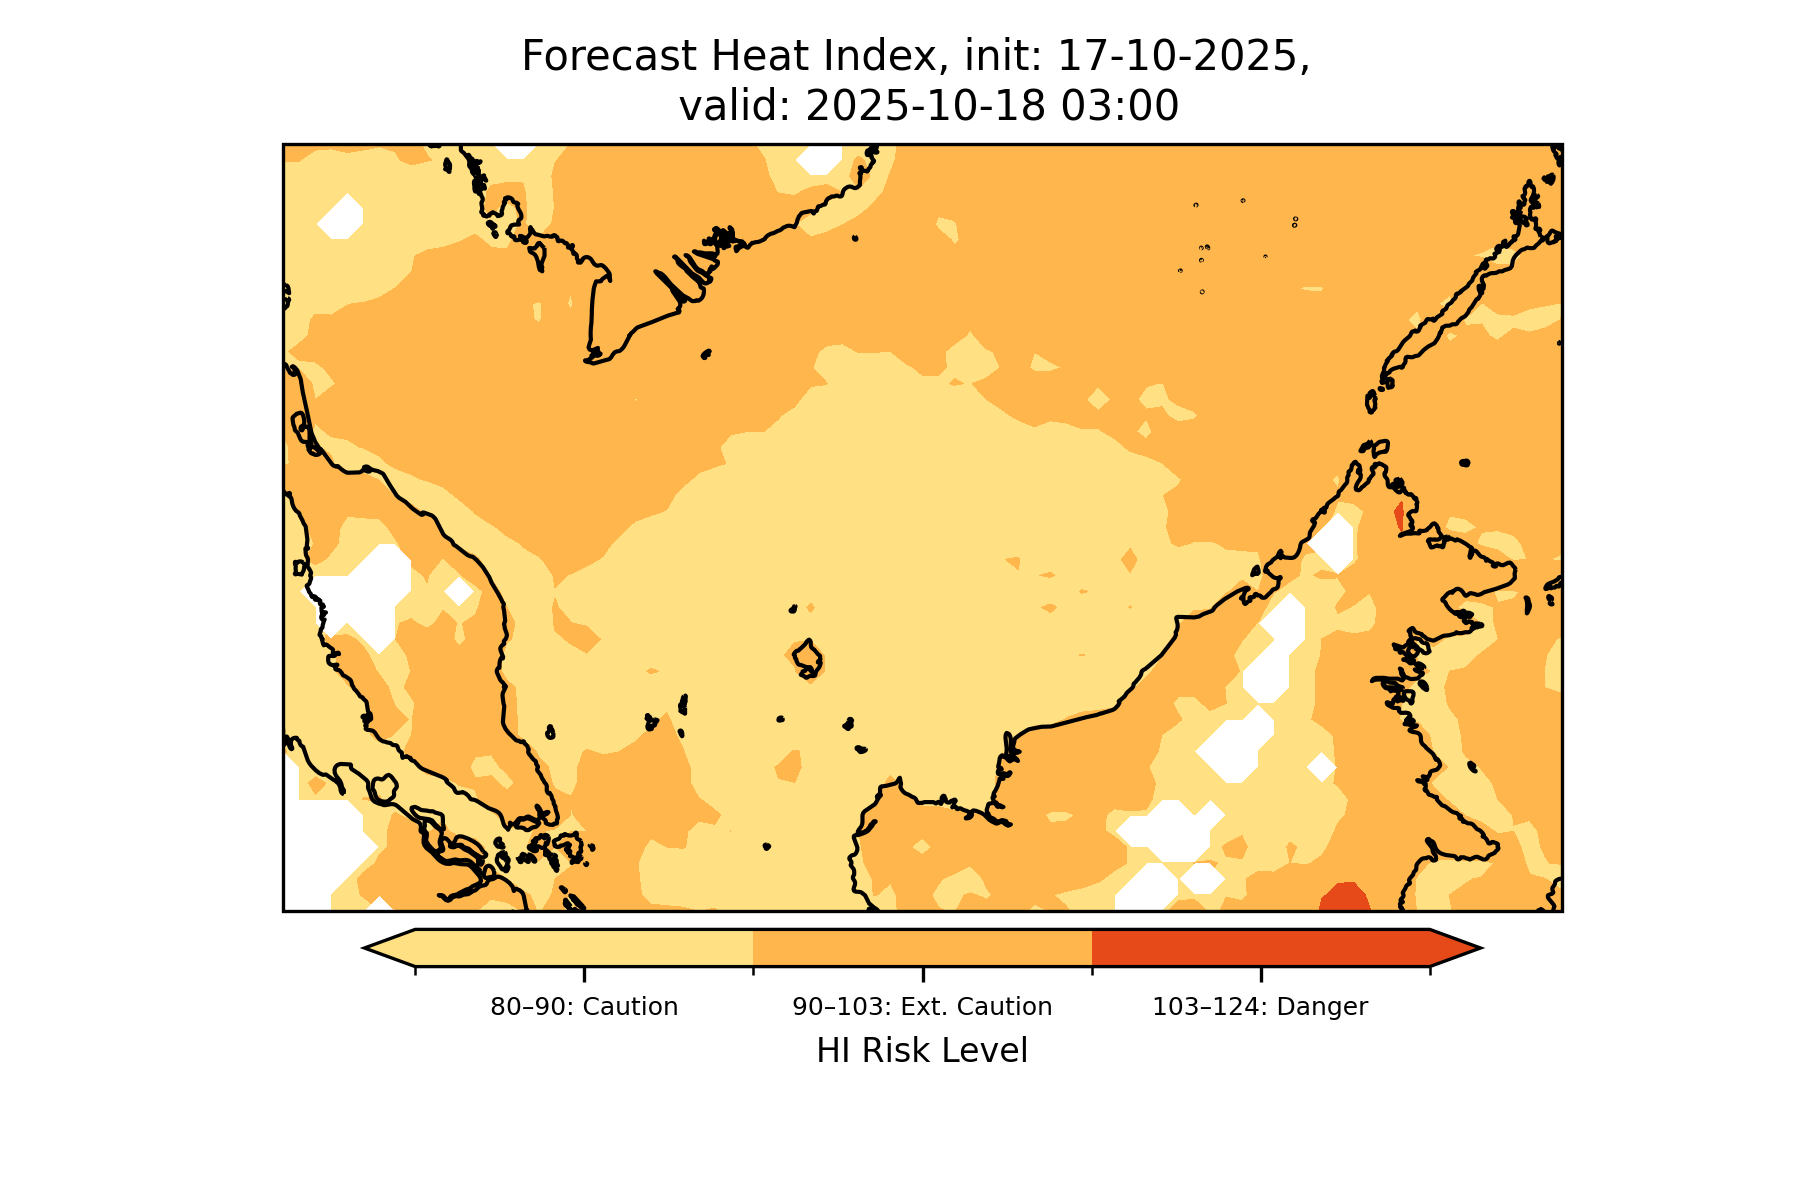 Forecast Heat Index, init: 17-10-2025,
valid: 2025-10-18 03:00
80–90: Caution
90–103: Ext. Caution
103–124: Danger
HI Risk Level